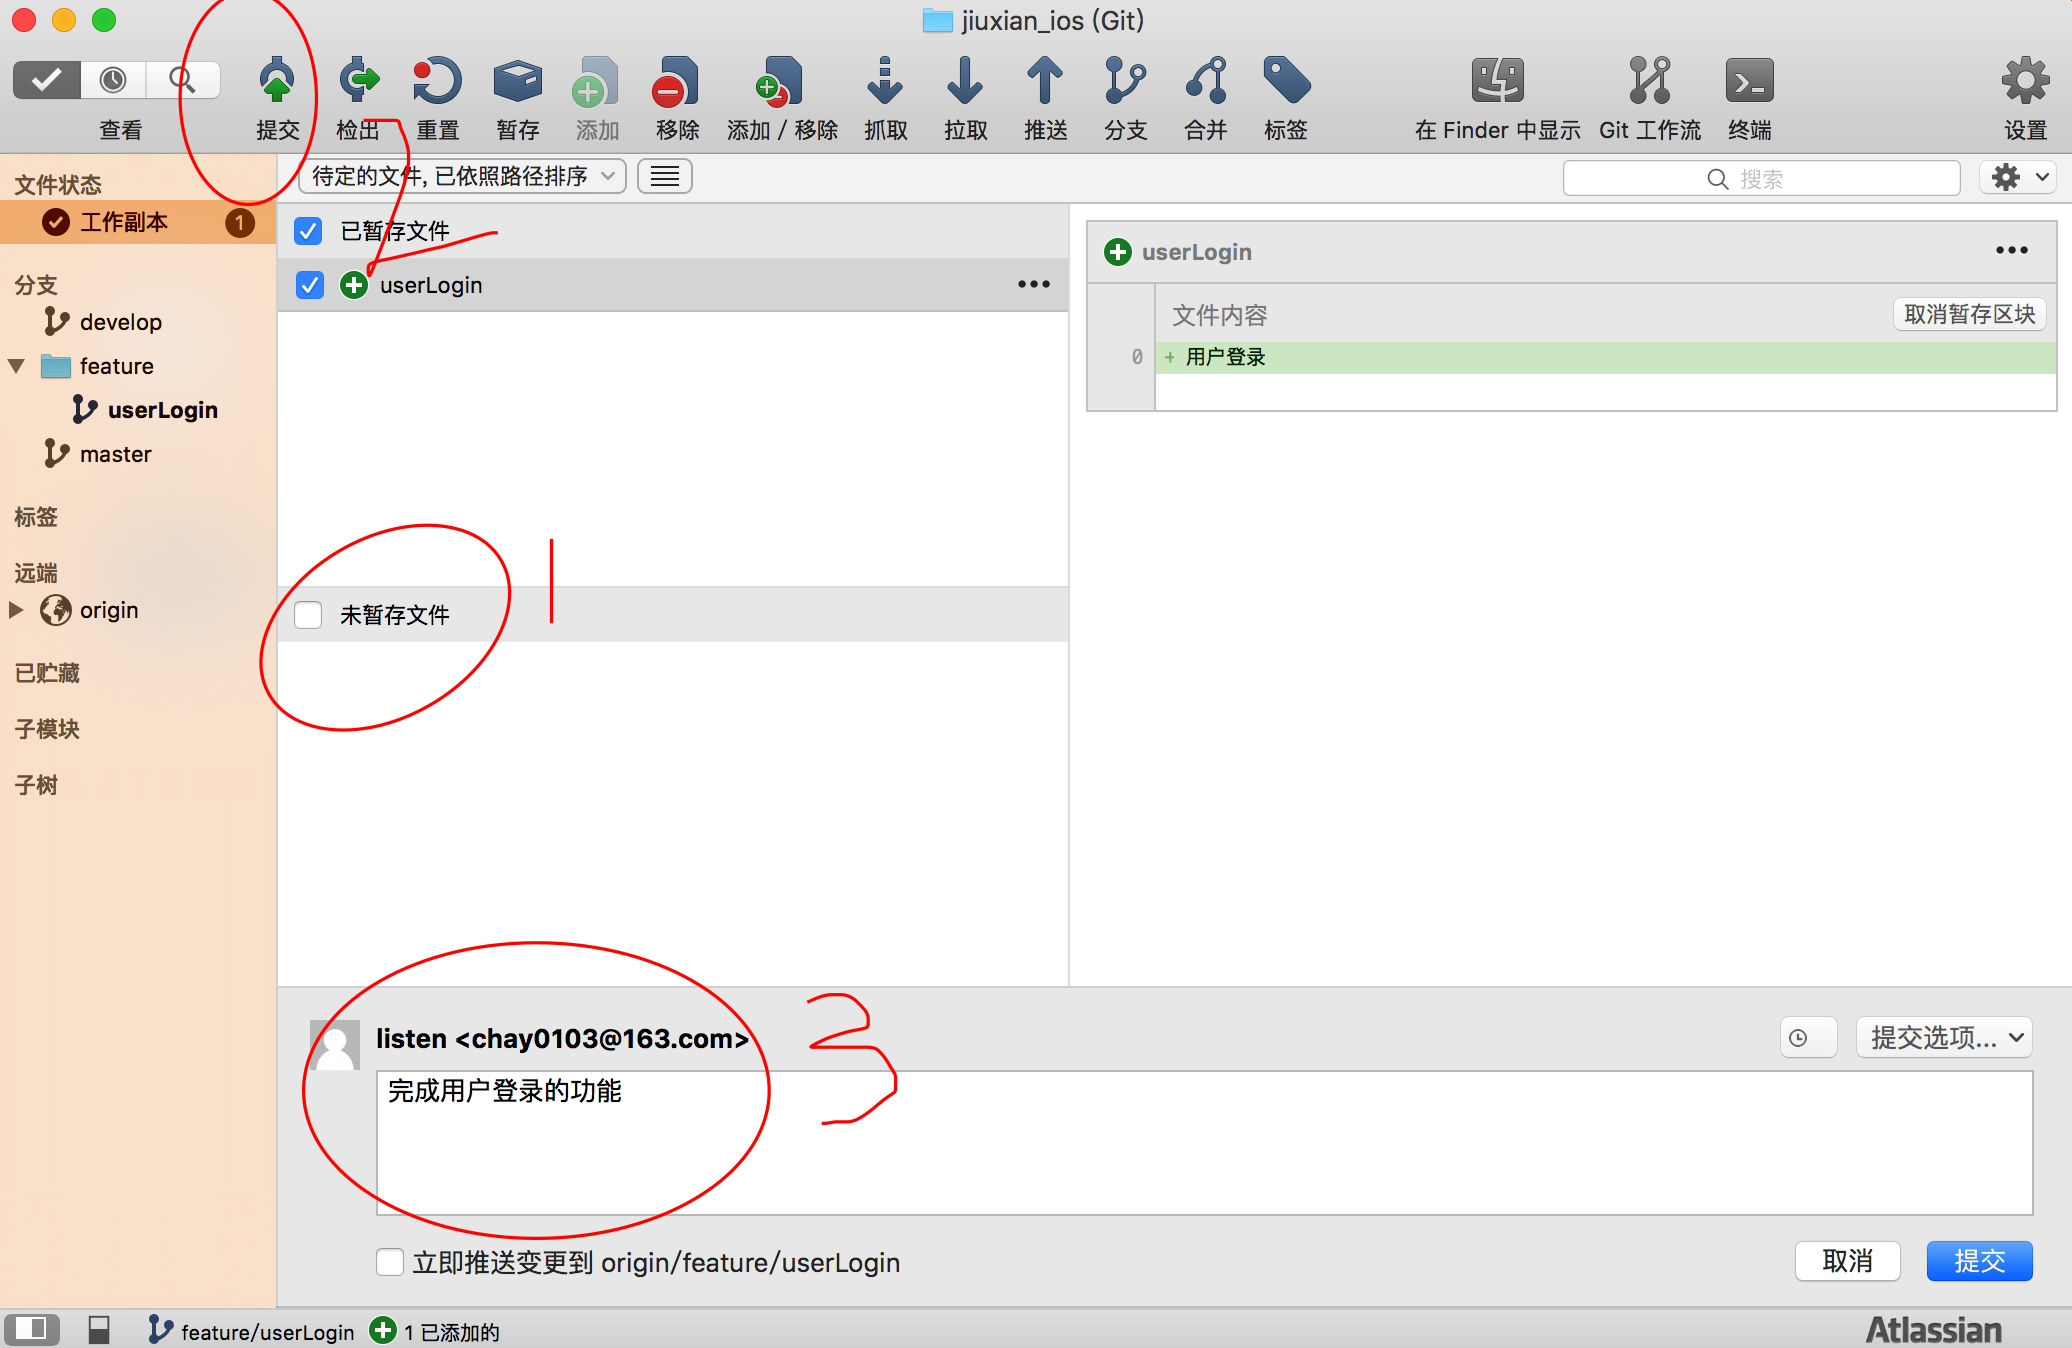 jiuxian_ios (Git)
查看
提交
检出
重置
暂存
添加
移除
添加 / 移除
抓取
拉取
推送
分支
合并
标签
在 Finder 中显示
Git 工作流
终端
设置
文件状态
工作副本 1
分支
develop
feature
userLogin
master
标签
远端
origin
已贮藏
子模块
子树
待定的文件, 已依照路径排序
搜索
已暂存文件
2
userLogin
未暂存文件
1
userLogin
文件内容
取消暂存区块
0 + 用户登录
listen <chay0103@163.com>
3
提交选项...
完成用户登录的功能
立即推送变更到 origin/feature/userLogin
取消
提交
feature/userLogin
1 已添加的
Atlassian